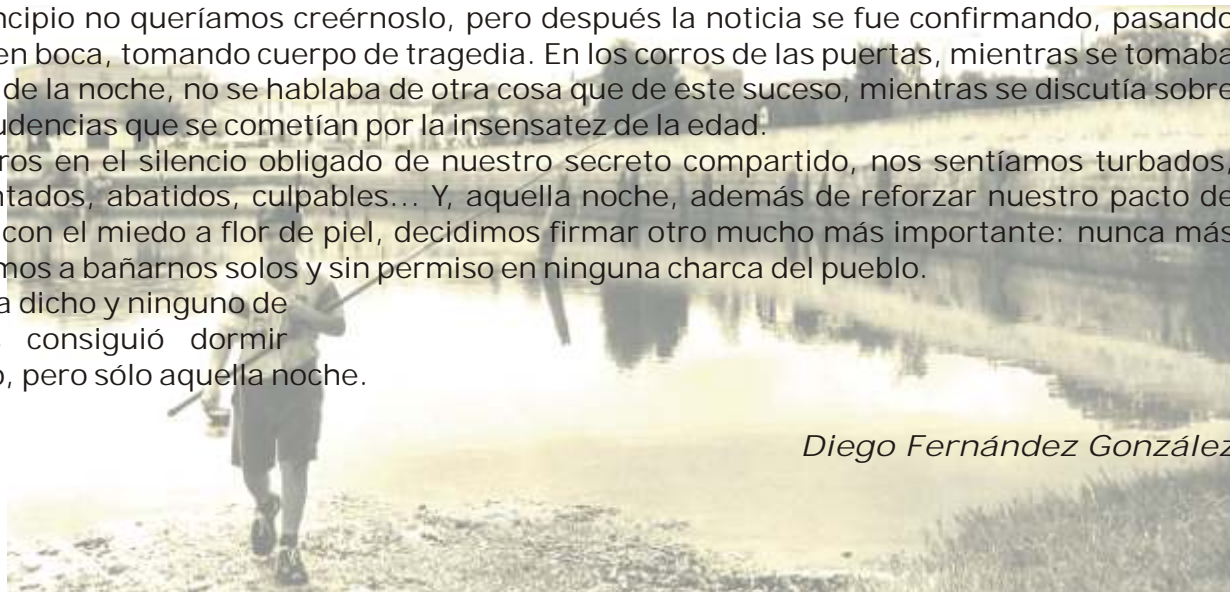 ncipio no queríamos creérnoslo, pero después la noticia se fue confirmando, pasando
en boca, tomando cuerpo de tragedia. En los corros de las puertas, mientras se tomaba
de la noche, no se hablaba de otra cosa que de este suceso, mientras se discutía sobre
udencias que se cometían por la insensatez de la edad.
ros en el silencio obligado de nuestro secreto compartido, nos sentíamos turbados,
ntados, abatidos, culpables... Y, aquella noche, además de reforzar nuestro pacto de
con el miedo a flor de piel, decidimos firmar otro mucho más importante: nunca más
mos a bañarnos solos y sin permiso en ninguna charca del pueblo.
a dicho y ninguno de
consiguió dormir
o, pero sólo aquella noche.
Diego Fernández González